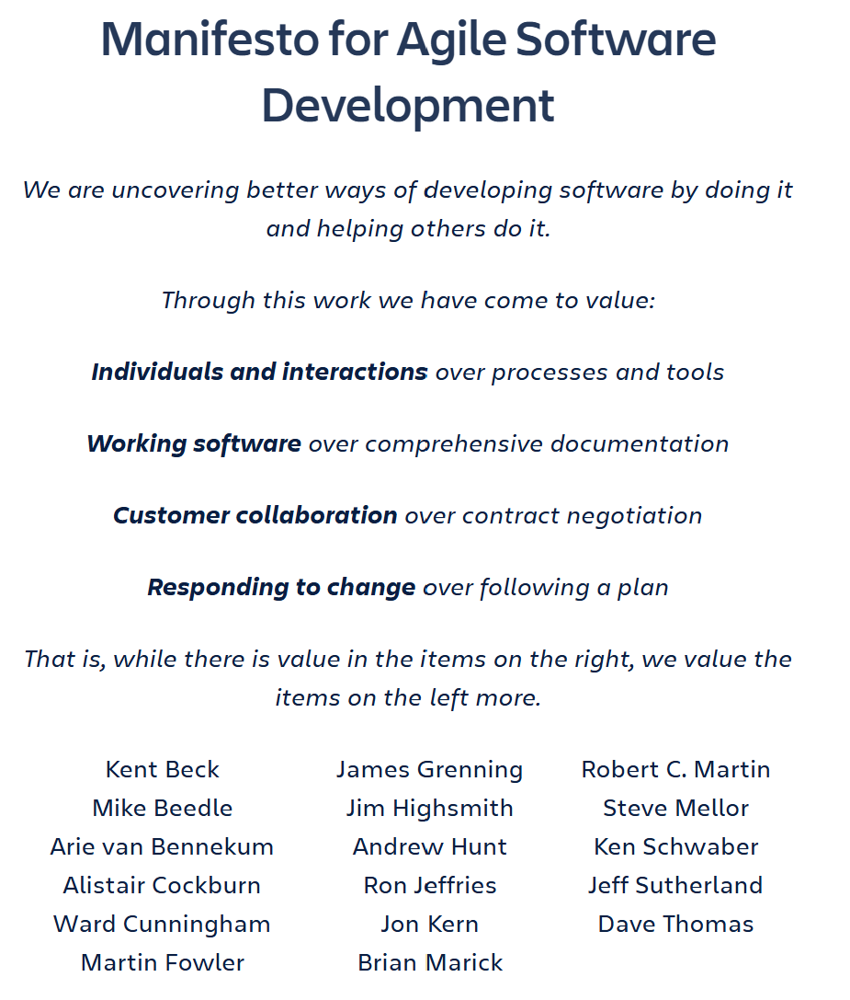 Manifesto for Agile Software
Development
We are uncovering better ways of developing software by doing it
and helping others do it.
Through this work we have come to value:
Individuals and interactions over processes and tools
Working software over comprehensive documentation
Customer collaboration over contract negotiation
Responding to change over following a plan
That is, while there is value in the items on the right, we value the
items on the left more.
Kent Beck
Mike Beedle
Arie van Bennekum
Alistair Cockburn
Ward Cunningham
Martin Fowler
James Grenning
Jim Highsmith
Andrew Hunt
Ron Jeffries
Jon Kern
Brian Marick
Robert C. Martin
Steve Mellor
Ken Schwaber
Jeff Sutherland
Dave Thomas